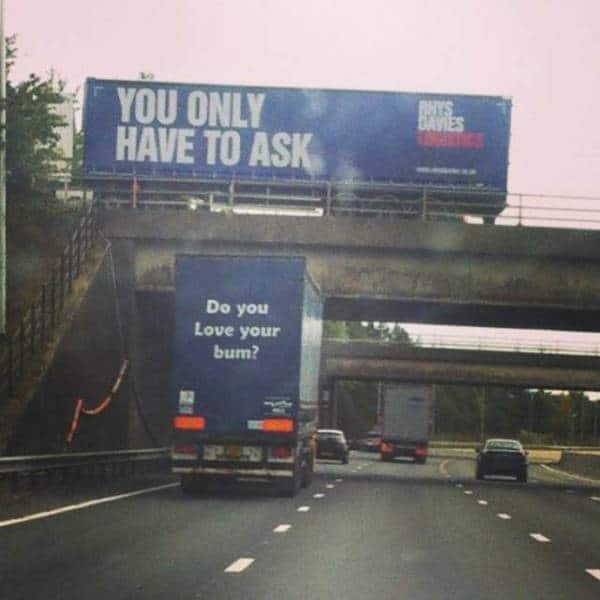 YOU ONLY
HAVE TO ASK
RHYS
DAVIES
LOGISTICS
Do you
Love your
bum?